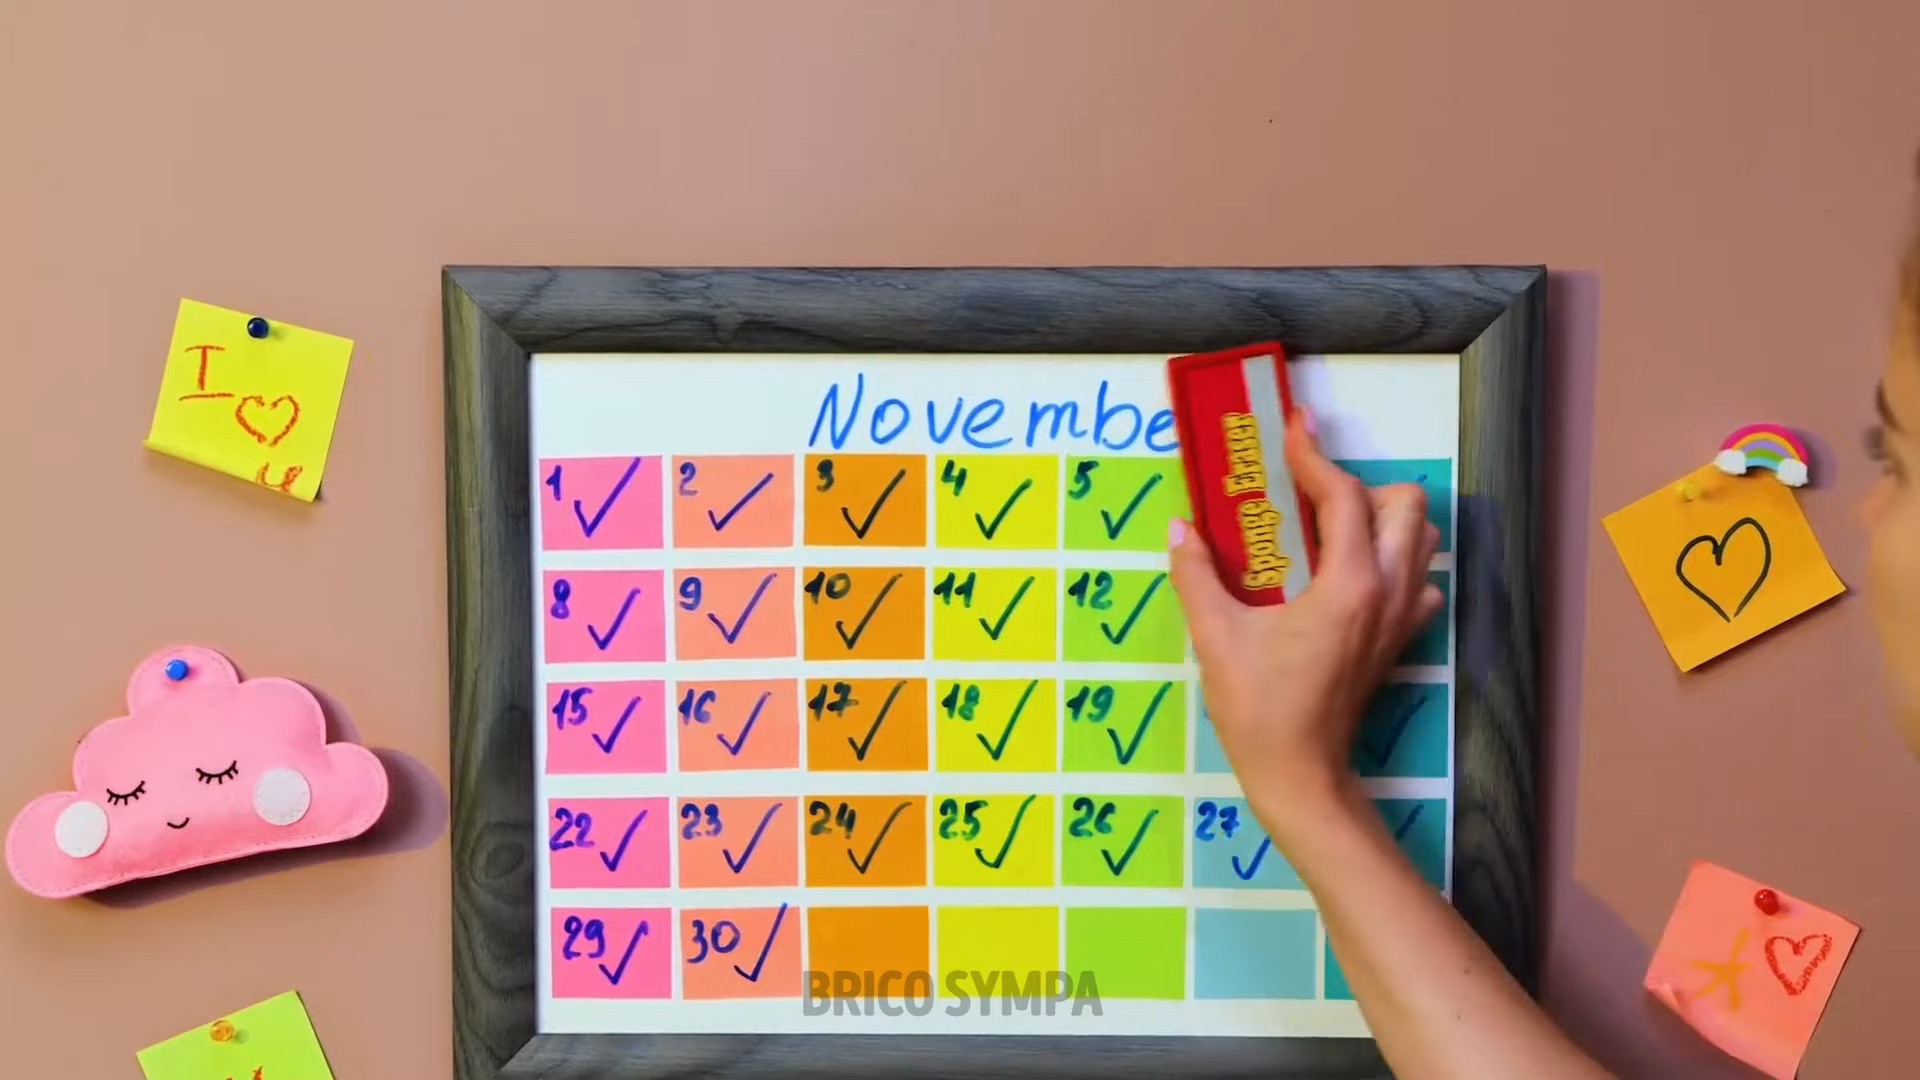 Novembe
I
u
Sponge Eraser
1 2 3 4 5
8 9 10 11 12
15 16 17 18 19
22 23 24 25 26 27
29 30
BRICO SYMPA